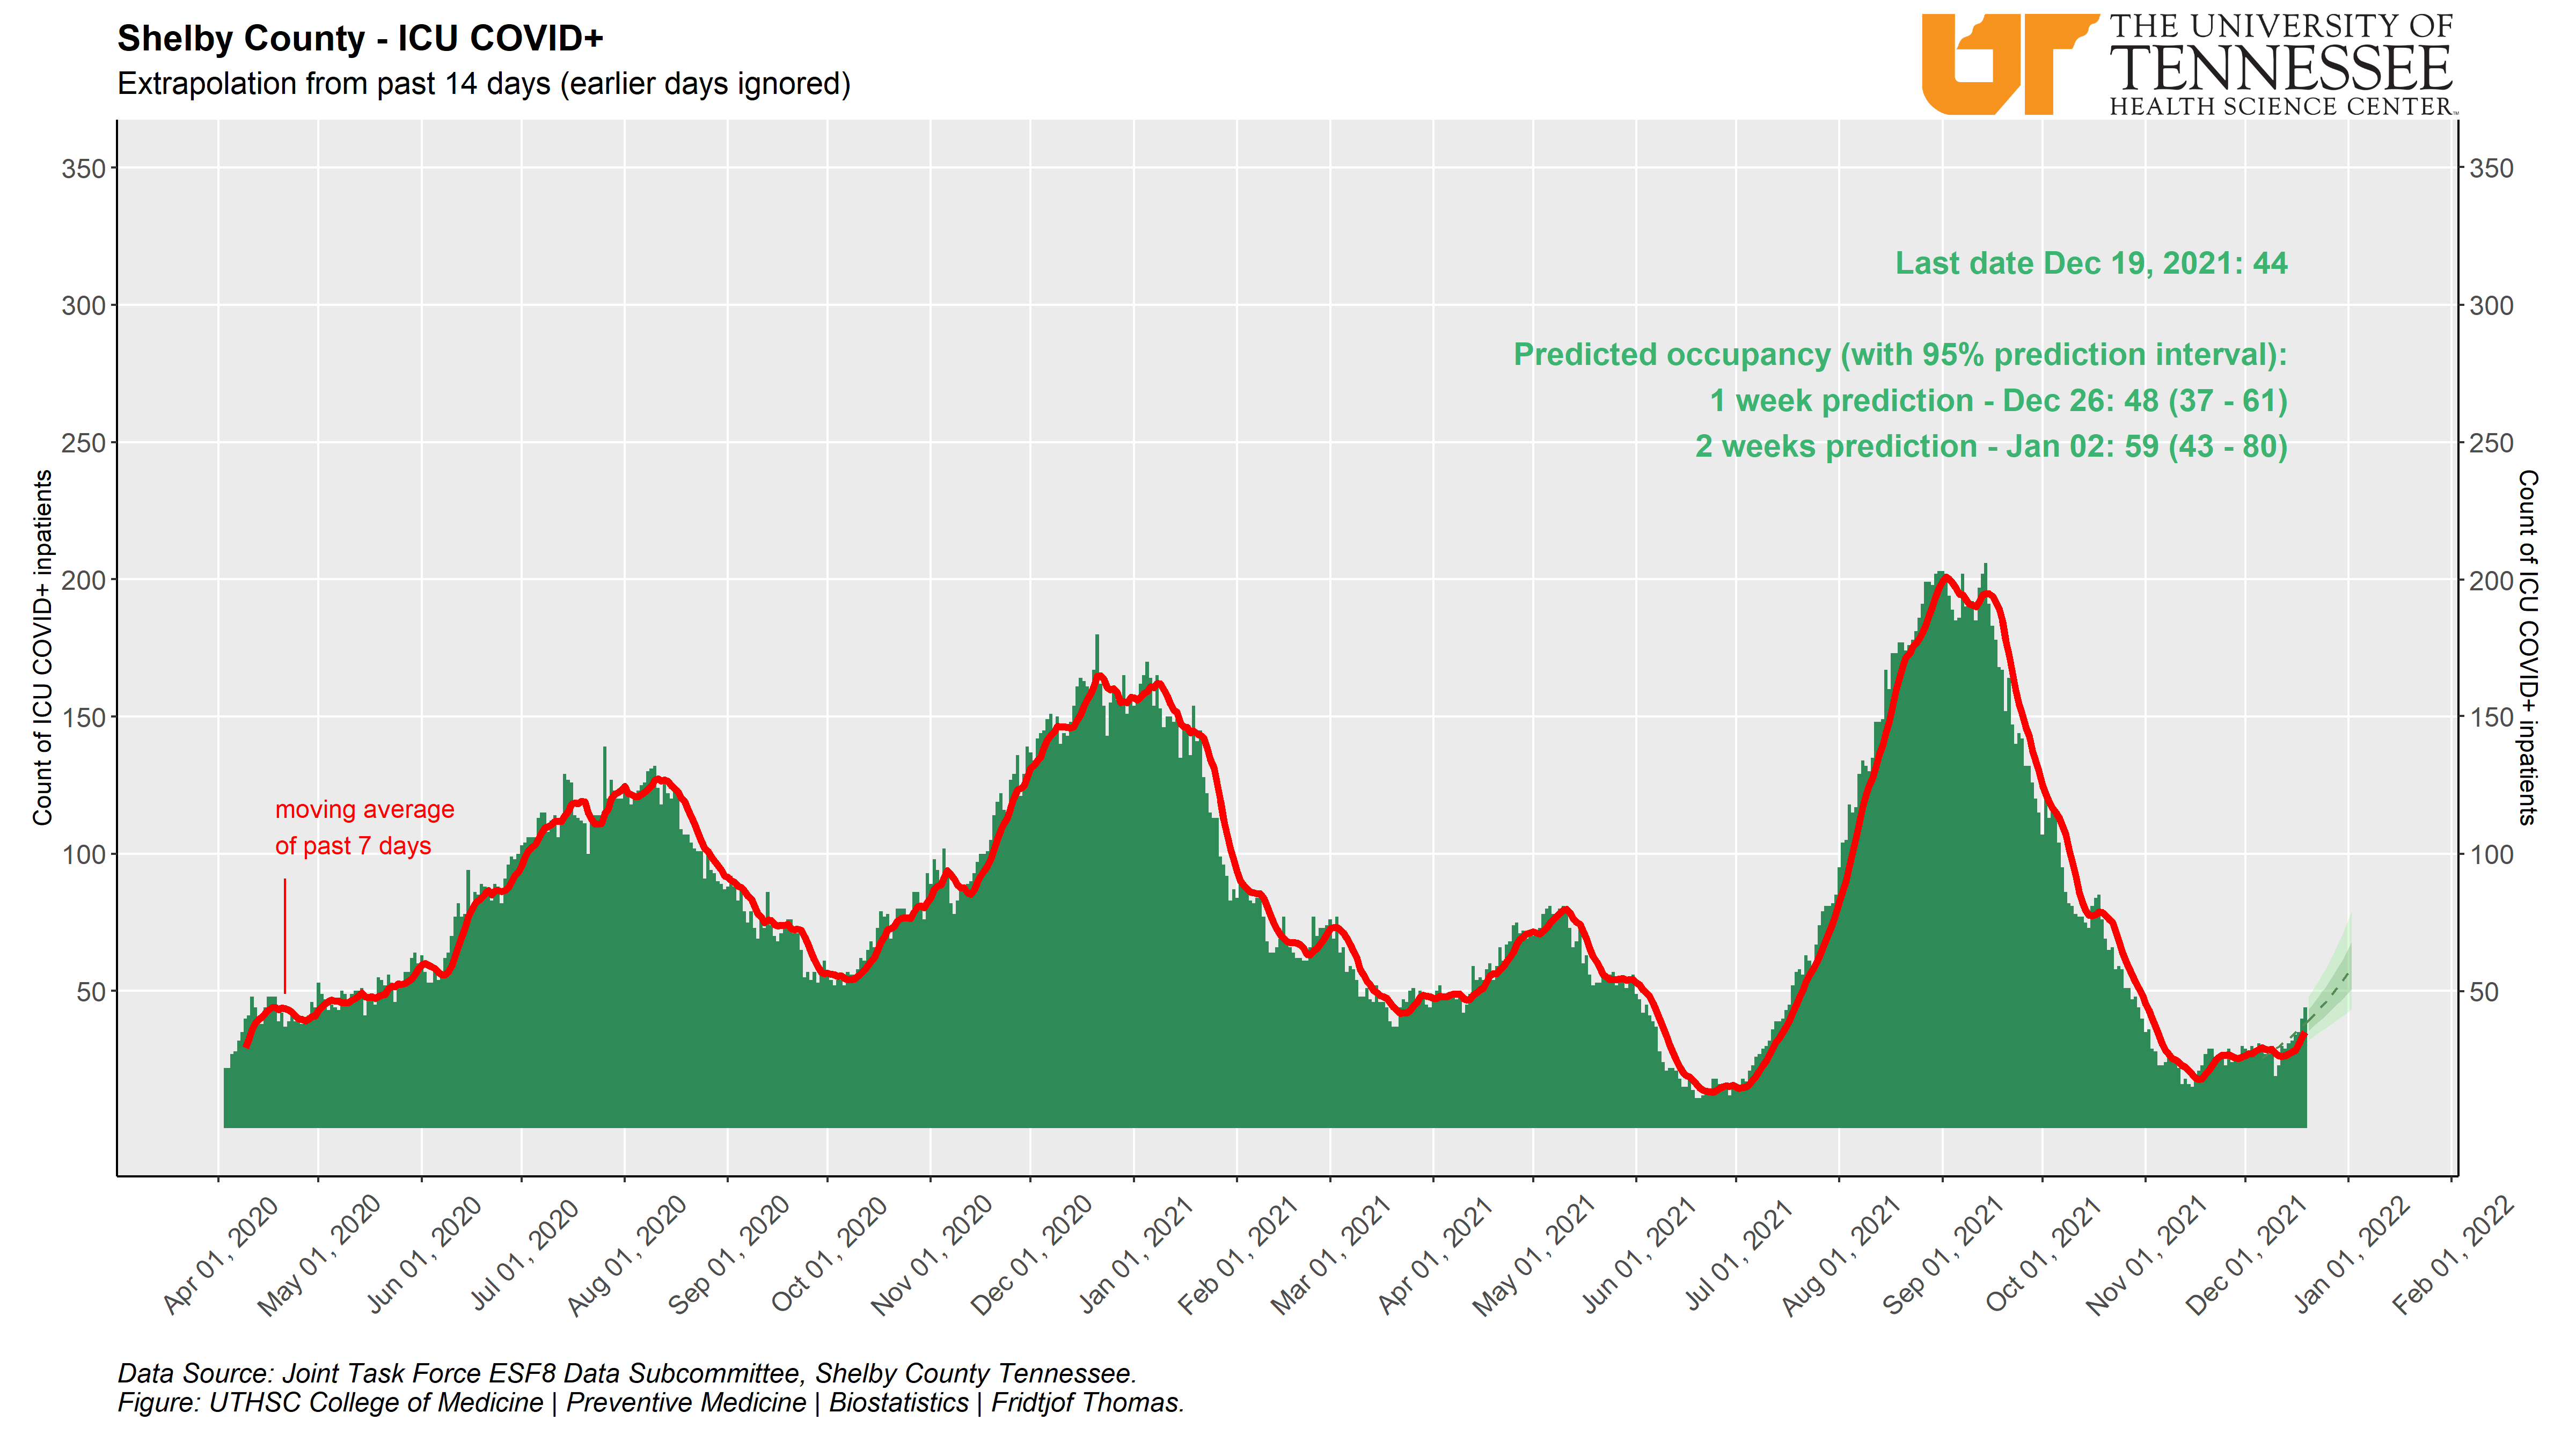 Shelby County - ICU COVID+
Extrapolation from past 14 days (earlier days ignored)
THE UNIVERSITY OF
TENNESSEE
HEALTH SCIENCE CENTER™
UT
350
300
250
200
150
100
50
Count of ICU COVID+ inpatients
moving average
of past 7 days
Last date Dec 19, 2021: 44
Predicted occupancy (with 95% prediction interval):
1 week prediction - Dec 26: 48 (37 - 61)
2 weeks prediction - Jan 02: 59 (43 - 80)
350
300
250
200
150
100
50
Count of ICU COVID+ inpatients
Apr 01, 2020
May 01, 2020
Jun 01, 2020
Jul 01, 2020
Aug 01, 2020
Sep 01, 2020
Oct 01, 2020
Nov 01, 2020
Dec 01, 2020
Jan 01, 2021
Feb 01, 2021
Mar 01, 2021
Apr 01, 2021
May 01, 2021
Jun 01, 2021
Jul 01, 2021
Aug 01, 2021
Sep 01, 2021
Oct 01, 2021
Nov 01, 2021
Dec 01, 2021
Jan 01, 2022
Feb 01, 2022
Data Source: Joint Task Force ESF8 Data Subcommittee, Shelby County Tennessee.
Figure: UTHSC College of Medicine | Preventive Medicine | Biostatistics | Fridtjof Thomas.